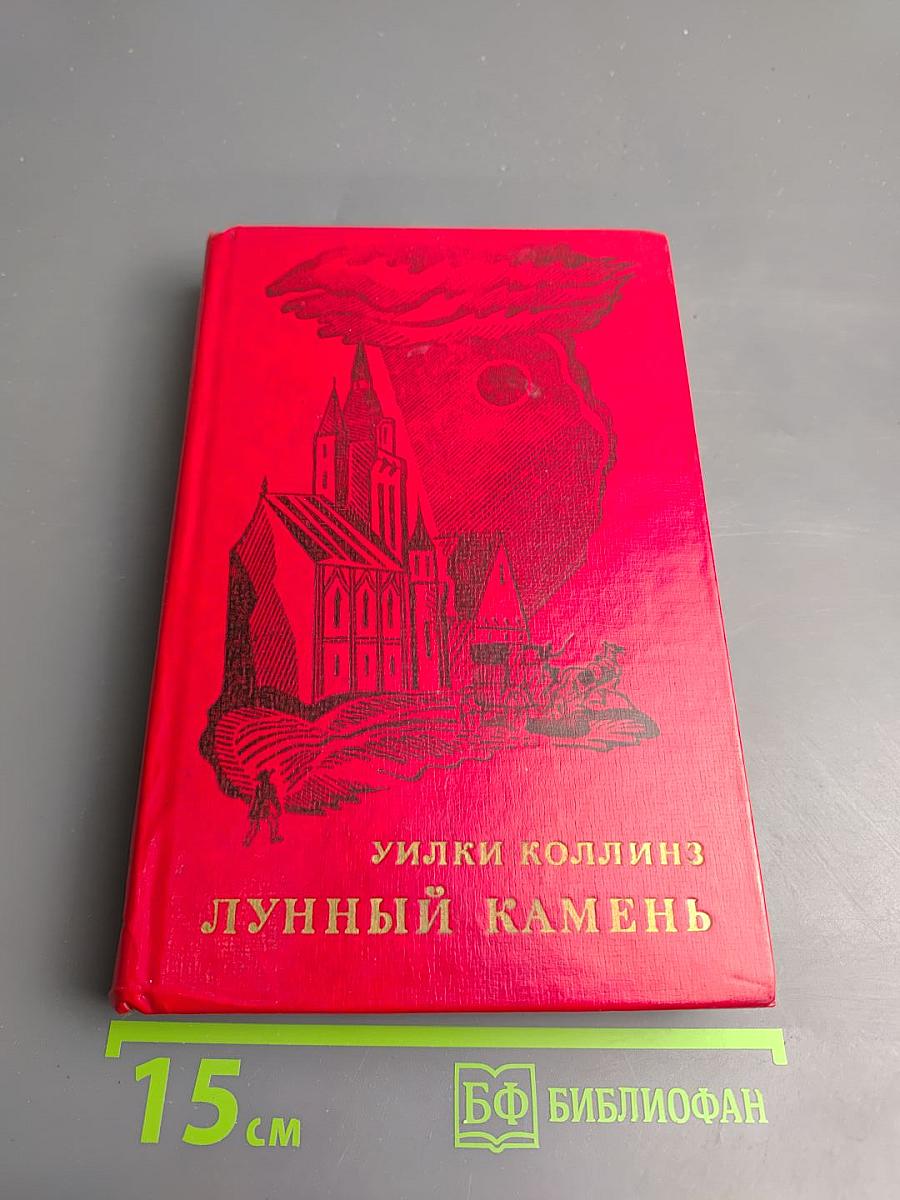 УИЛКИ КОЛЛИНЗ
ЛУННЫЙ КАМЕНЬ
15 см
БФ БИБЛИОФАН